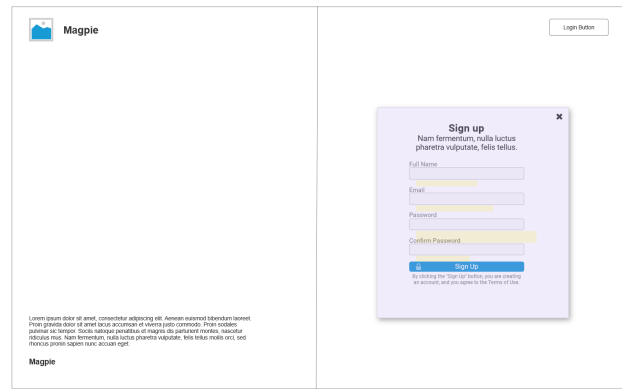 Magpie
Login Button
Sign up
Nam fermentum, nulla luctus
pharetra vulputate, felis tellus.
Full Name
Email
Password
Confirm Password
Sign Up
By clicking the "Sign Up" button, you are creating
an account, and you agree to the Terms of Use.
Lorem ipsum dolor sit amet, consectetur adipiscing elit. Aenean euismod bibendum laoreet.
Proin gravida dolor sit amet lacus accumsan et viverra justo commodo. Proin sodales
pulvinar sic tempor. Sociis natoque penatibus et magnis dis parturient montes, nascetur
ridiculus mus. Nam fermentum, nulla luctus pharetra vulputate, felis tellus mollis orci, sed
rhoncus pronin sapien nunc accuan eget.
Magpie